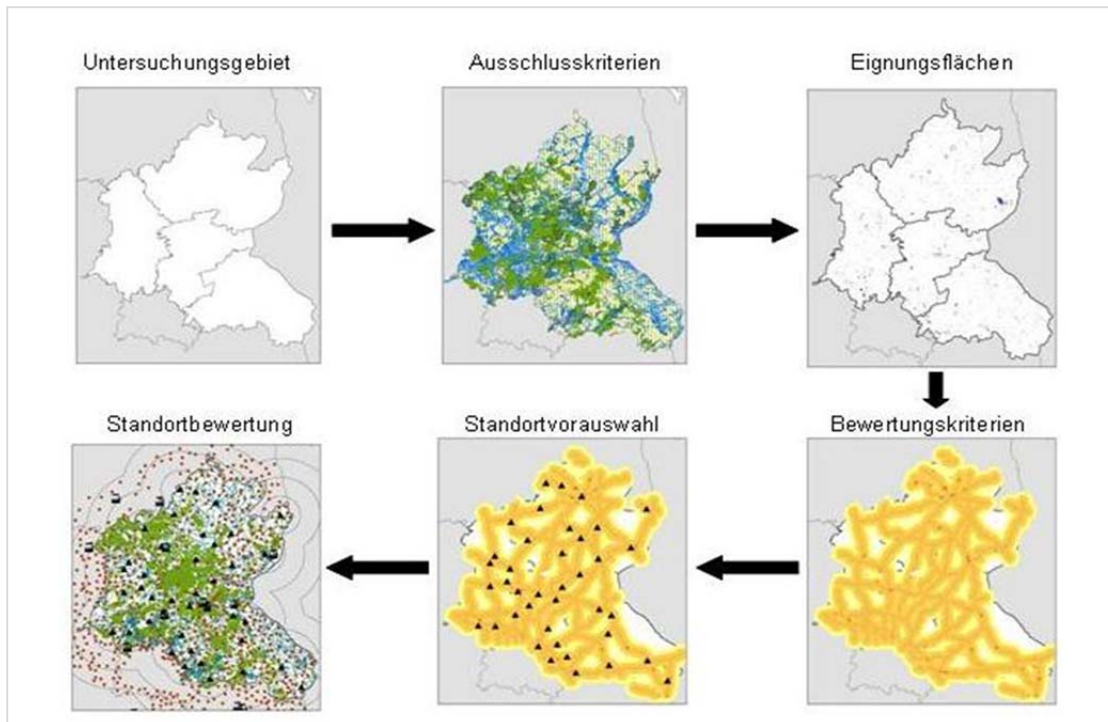 Untersuchungsgebiet
Ausschlusskriterien
Eignungsflächen
Standortbewertung
Standortvorauswahl
Bewertungskriterien